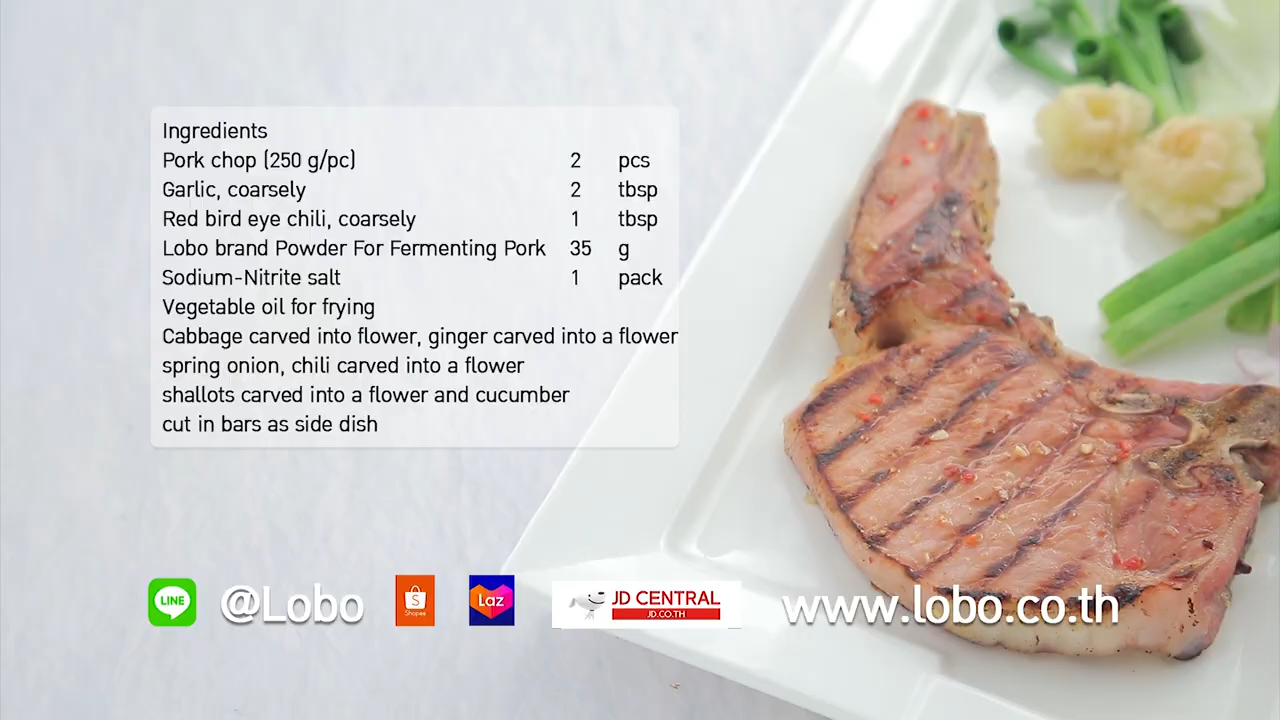 Ingredients
Pork chop (250 g/pc) 2 pcs
Garlic, coarsely 2 tbsp
Red bird eye chili, coarsely 1 tbsp
Lobo brand Powder For Fermenting Pork 35 g
Sodium-Nitrite salt 1 pack
Vegetable oil for frying
Cabbage carved into flower, ginger carved into a flower
spring onion, chili carved into a flower
shallots carved into a flower and cucumber
cut in bars as side dish
LINE @Lobo S Shopee Laz JD CENTRAL www.lobo.co.th
JD.CO.TH